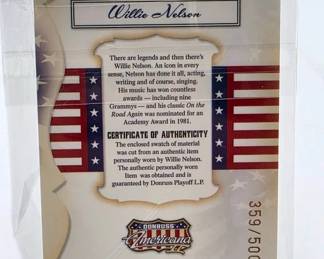 Willie Nelson
There are legends and then there's
Willie Nelson. An icon in every
sense, Nelson has done it all, acting,
writing and of course, singing.
His music has won countless
awards — including nine
Grammys — and his classic On the
Road Again was nominated for an
Academy Award in 1981.
CERTIFICATE OF AUTHENTICITY
The enclosed swatch of material
was cut from an authentic item
personally worn by Willie Nelson.
The authentic personally worn
Item was obtained and is
guaranteed by Donruss Playoff L.P.
359/500
DONRUSS
Americana
II